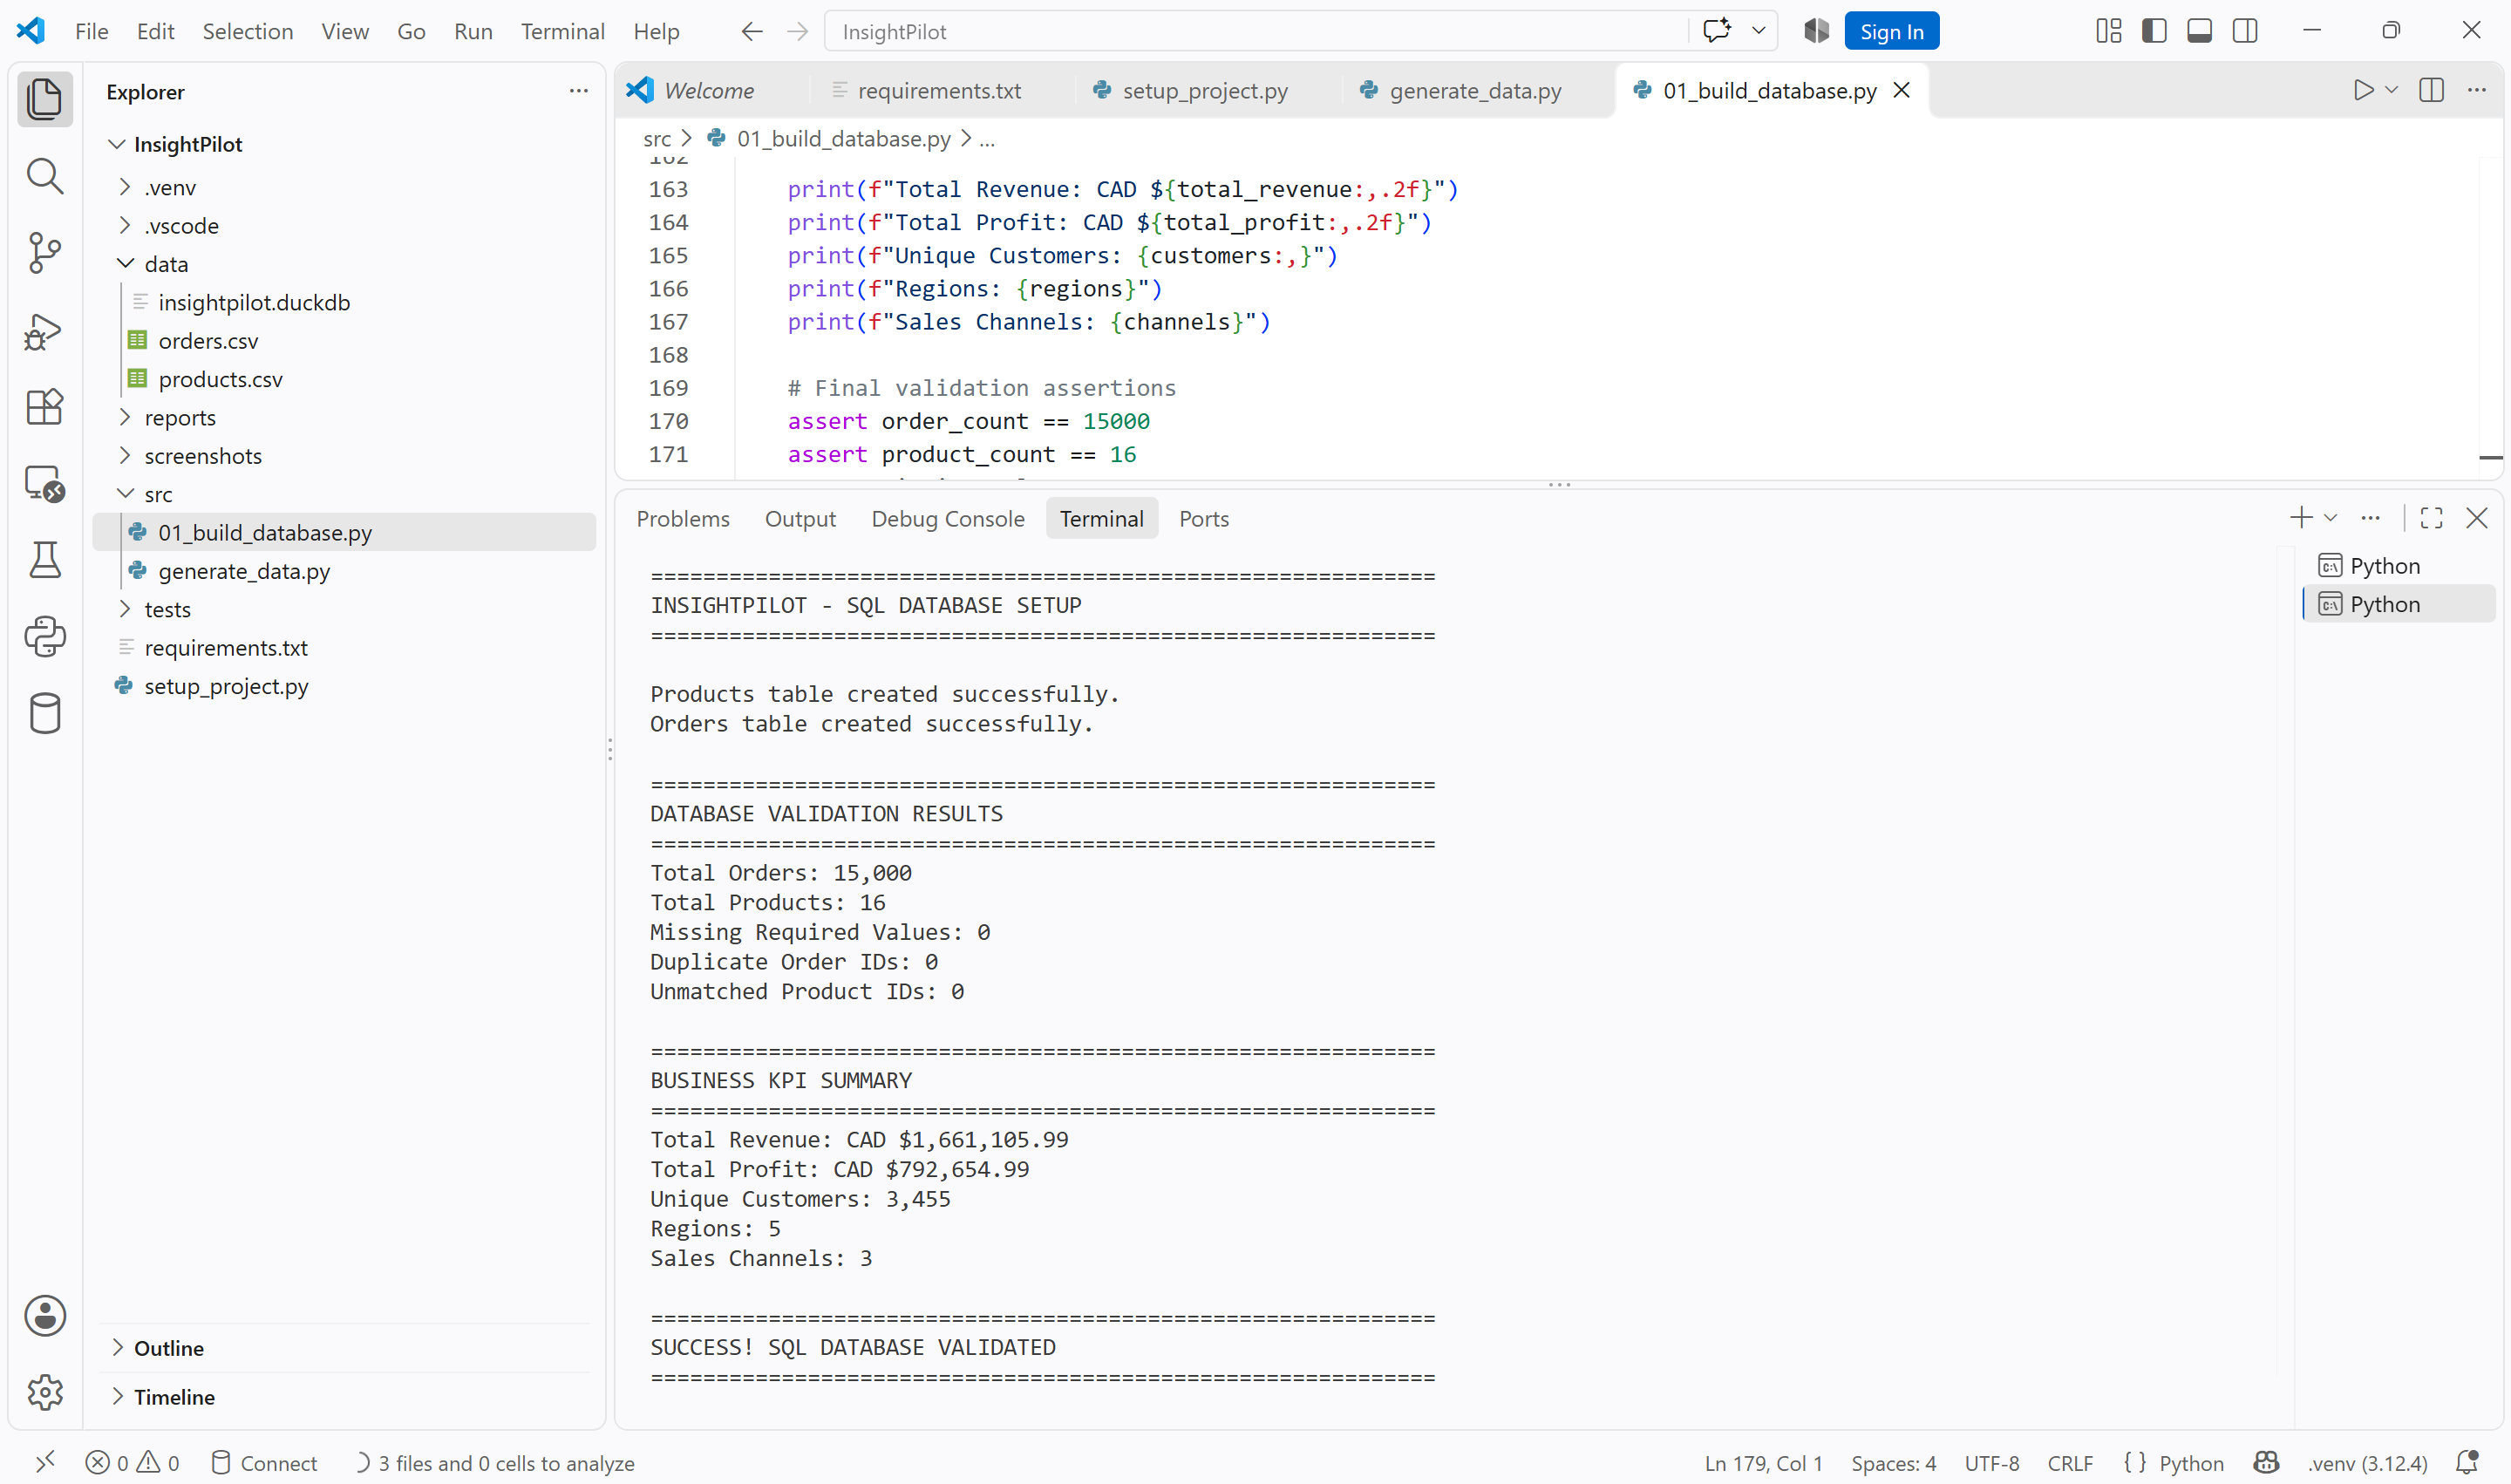 File Edit Selection View Go Run Terminal Help
InsightPilot
Sign In
Explorer
InsightPilot
.venv
.vscode
data
insightpilot.duckdb
orders.csv
products.csv
reports
screenshots
src
01_build_database.py
generate_data.py
tests
requirements.txt
setup_project.py
Outline
Timeline
Welcome requirements.txt setup_project.py generate_data.py 01_build_database.py
src > 01_build_database.py > ...
162
163 print(f"Total Revenue: CAD ${total_revenue:,.2f}")
164 print(f"Total Profit: CAD ${total_profit:,.2f}")
165 print(f"Unique Customers: {customers:,}")
166 print(f"Regions: {regions}")
167 print(f"Sales Channels: {channels}")
168
169 # Final validation assertions
170 assert order_count == 15000
171 assert product_count == 16
Problems Output Debug Console Terminal Ports
Python
Python
============================================================
INSIGHTPILOT - SQL DATABASE SETUP
============================================================
Products table created successfully.
Orders table created successfully.
============================================================
DATABASE VALIDATION RESULTS
============================================================
Total Orders: 15,000
Total Products: 16
Missing Required Values: 0
Duplicate Order IDs: 0
Unmatched Product IDs: 0
============================================================
BUSINESS KPI SUMMARY
============================================================
Total Revenue: CAD $1,661,105.99
Total Profit: CAD $792,654.99
Unique Customers: 3,455
Regions: 5
Sales Channels: 3
============================================================
SUCCESS! SQL DATABASE VALIDATED
============================================================
0 0 Connect 3 files and 0 cells to analyze Ln 179, Col 1 Spaces: 4 UTF-8 CRLF {} Python .venv (3.12.4)